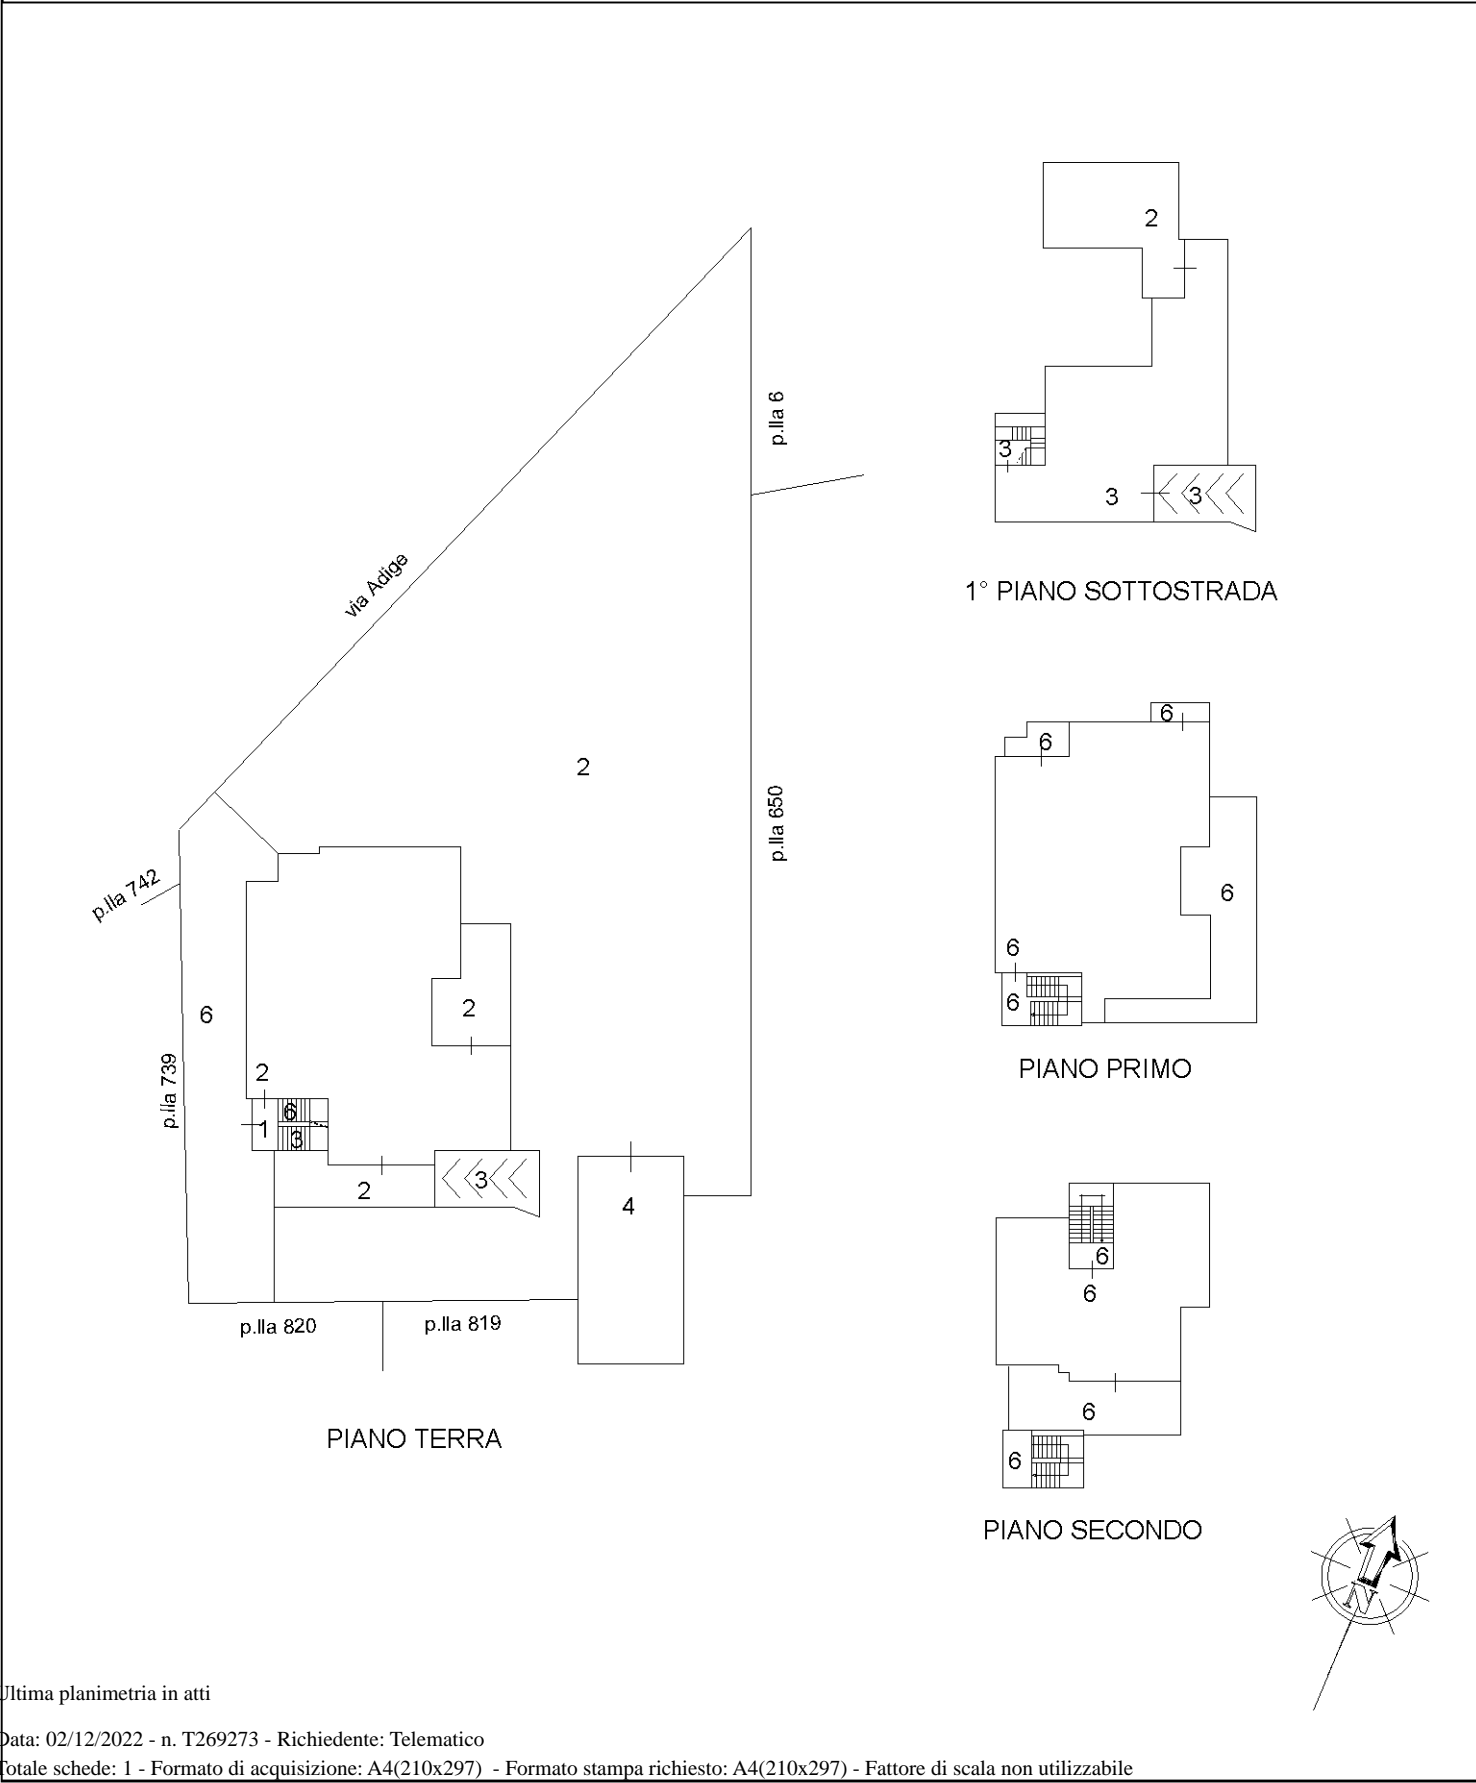 2
3
3
3
1° PIANO SOTTOSTRADA
via Adige
p.lla 6
2
p.lla 650
p.lla 742
6
p.lla 739
2
2
6
1
3
2
3
4
p.lla 820
p.lla 819
PIANO TERRA
6
6
6
6
6
PIANO PRIMO
6
6
6
6
PIANO SECONDO
N
Ultima planimetria in atti
Data: 02/12/2022 - n. T269273 - Richiedente: Telematico
Totale schede: 1 - Formato di acquisizione: A4(210x297) - Formato stampa richiesto: A4(210x297) - Fattore di scala non utilizzabile